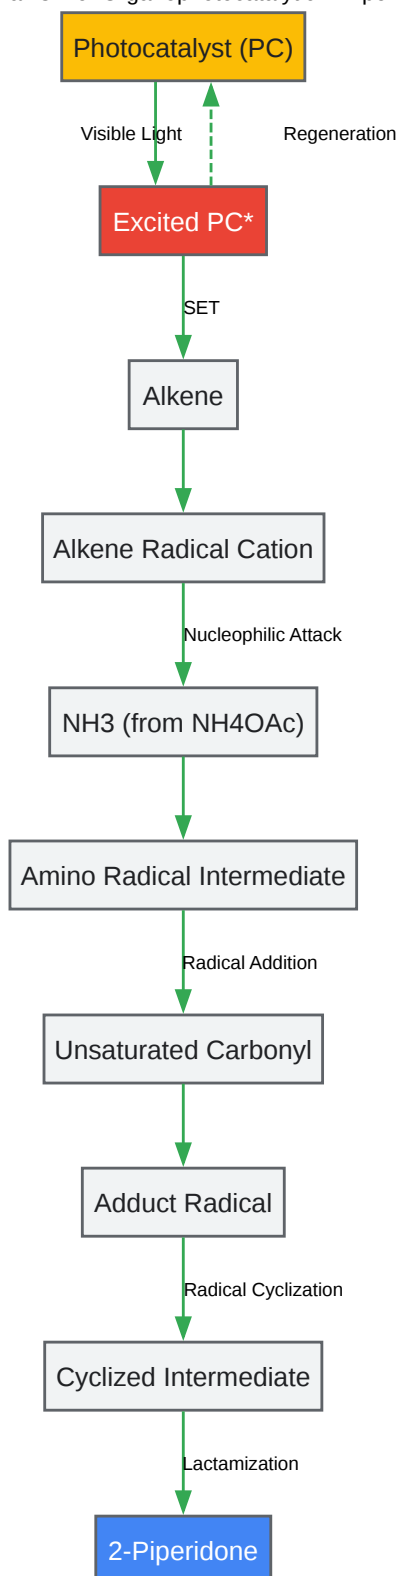 Photocatalyst (PC)
Visible Light
Regeneration
Excited PC*
SET
Alkene
Alkene Radical Cation
Nucleophilic Attack
NH3 (from NH4OAc)
Amino Radical Intermediate
Radical Addition
Unsaturated Carbonyl
Adduct Radical
Radical Cyclization
Cyclized Intermediate
Lactamization
2-Piperidone